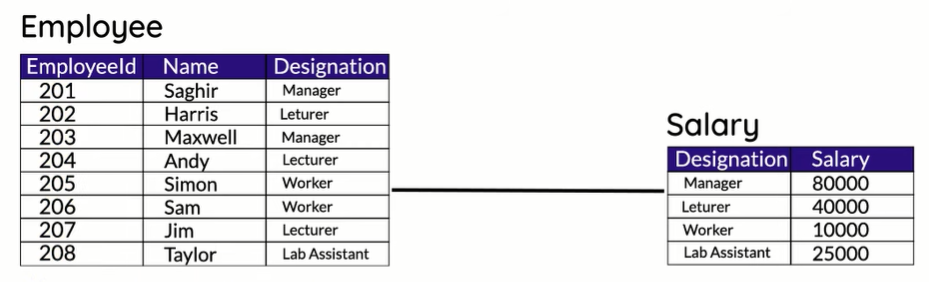 Employee
EmployeeId Name Designation
201 Saghir Manager
202 Harris Leturer
203 Maxwell Manager
204 Andy Lecturer
205 Simon Worker
206 Sam Worker
207 Jim Lecturer
208 Taylor Lab Assistant
Salary
Designation Salary
Manager 80000
Leturer 40000
Worker 10000
Lab Assistant 25000